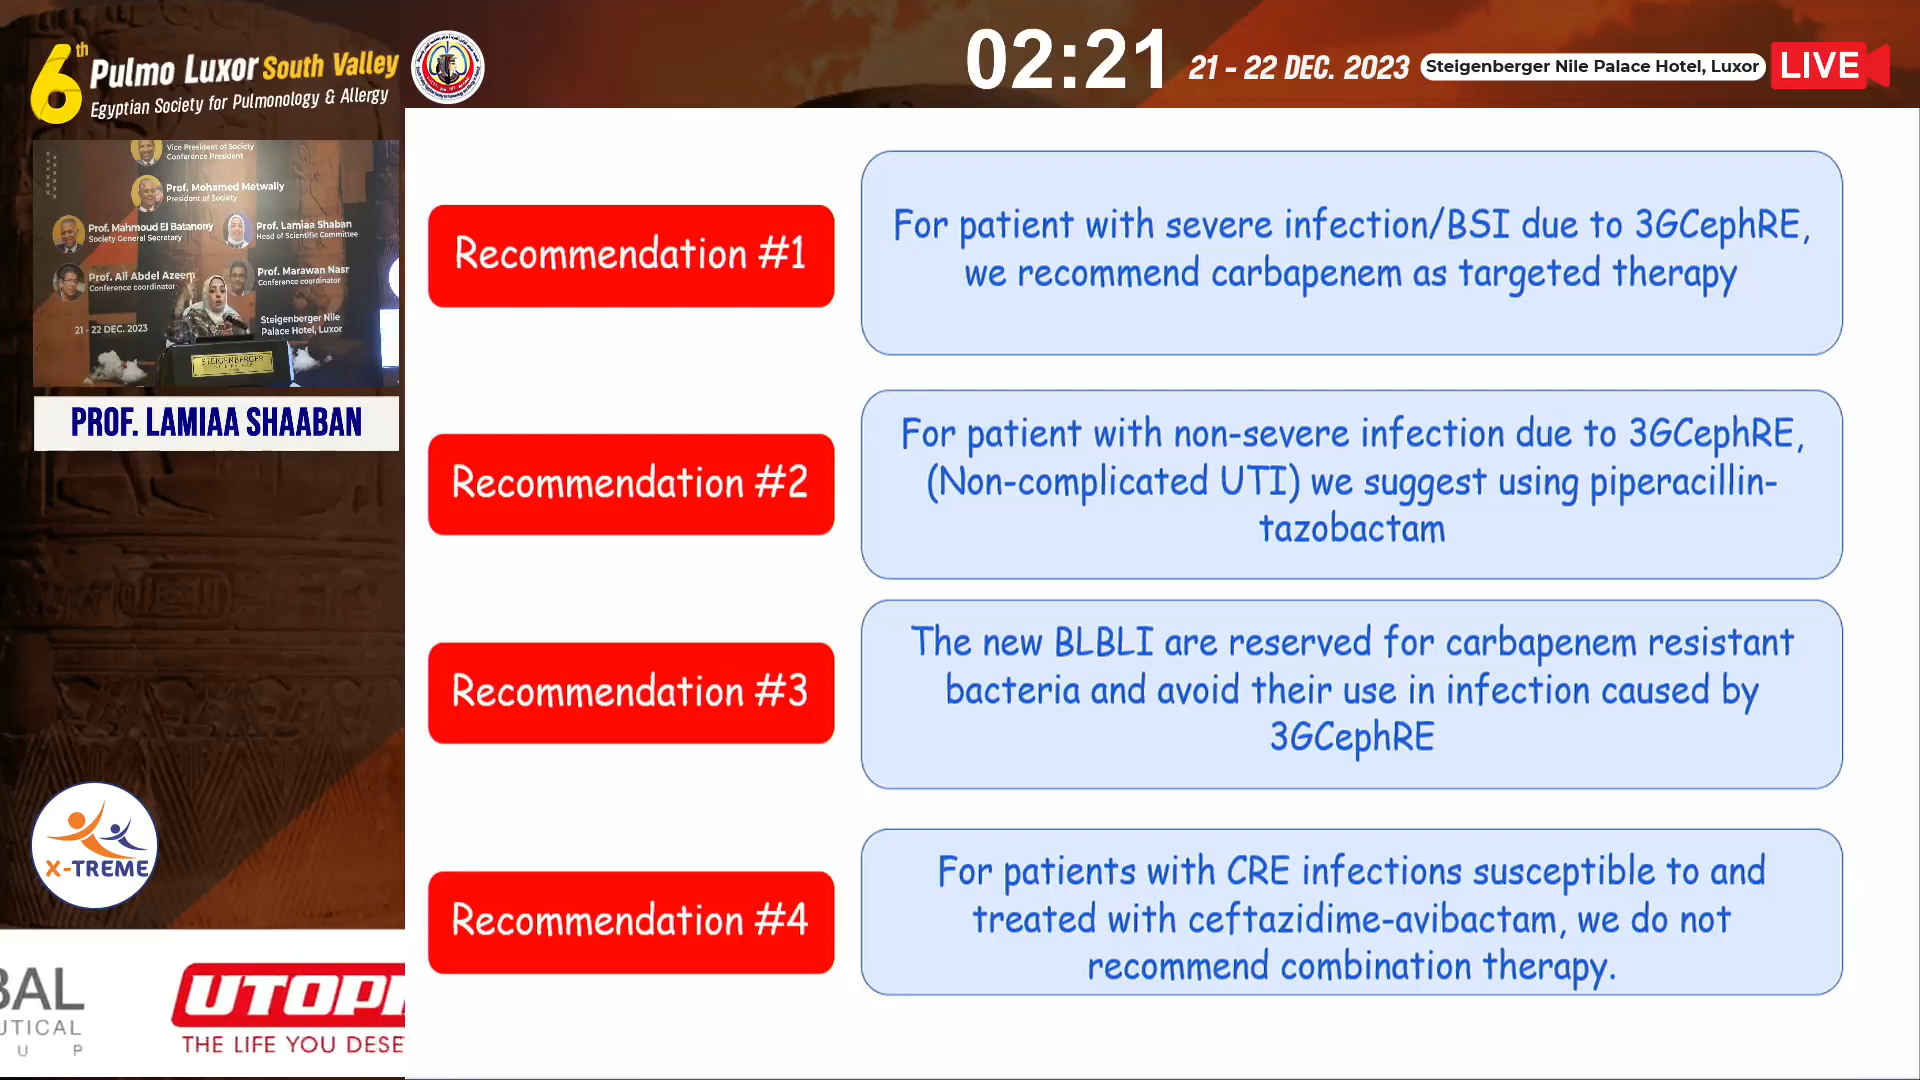 6th
Pulmo Luxor South Valley
Egyptian Society for Pulmonology & Allergy
02:21
21 - 22 DEC. 2023
Steigenberger Nile Palace Hotel, Luxor
LIVE
Vice President of Society
Conference President
Prof. Mohamed Metwally
President of Society
Prof. Mahmoud El Batanony
Society General Secretary
Prof. Lamiaa Shaban
Head of Scientific Committee
Prof. Ali Abdel Azeem
Conference coordinator
Prof. Marawan Nasr
Conference coordinator
21 - 22 DEC. 2023
Steigenberger Nile
Palace Hotel, Luxor
STEIGENBERGER
PROF. LAMIAA SHAABAN
Recommendation #1
For patient with severe infection/BSI due to 3GCephRE,
we recommend carbapenem as targeted therapy
Recommendation #2
For patient with non-severe infection due to 3GCephRE,
(Non-complicated UTI) we suggest using piperacillin-
tazobactam
Recommendation #3
The new BLBLI are reserved for carbapenem resistant
bacteria and avoid their use in infection caused by
3GCephRE
Recommendation #4
For patients with CRE infections susceptible to and
treated with ceftazidime-avibactam, we do not
recommend combination therapy.
X-TREME
BAL
UTICAL
U P
UTOPI
THE LIFE YOU DESE